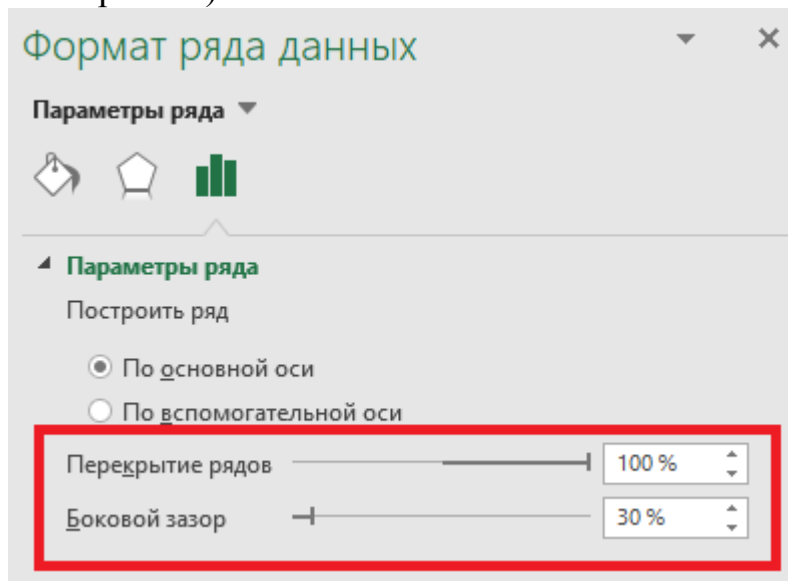 Формат ряда данных
Параметры ряда
Параметры ряда
Построить ряд
По основной оси
По вспомогательной оси
Перекрытие рядов 100 %
Боковой зазор 30 %